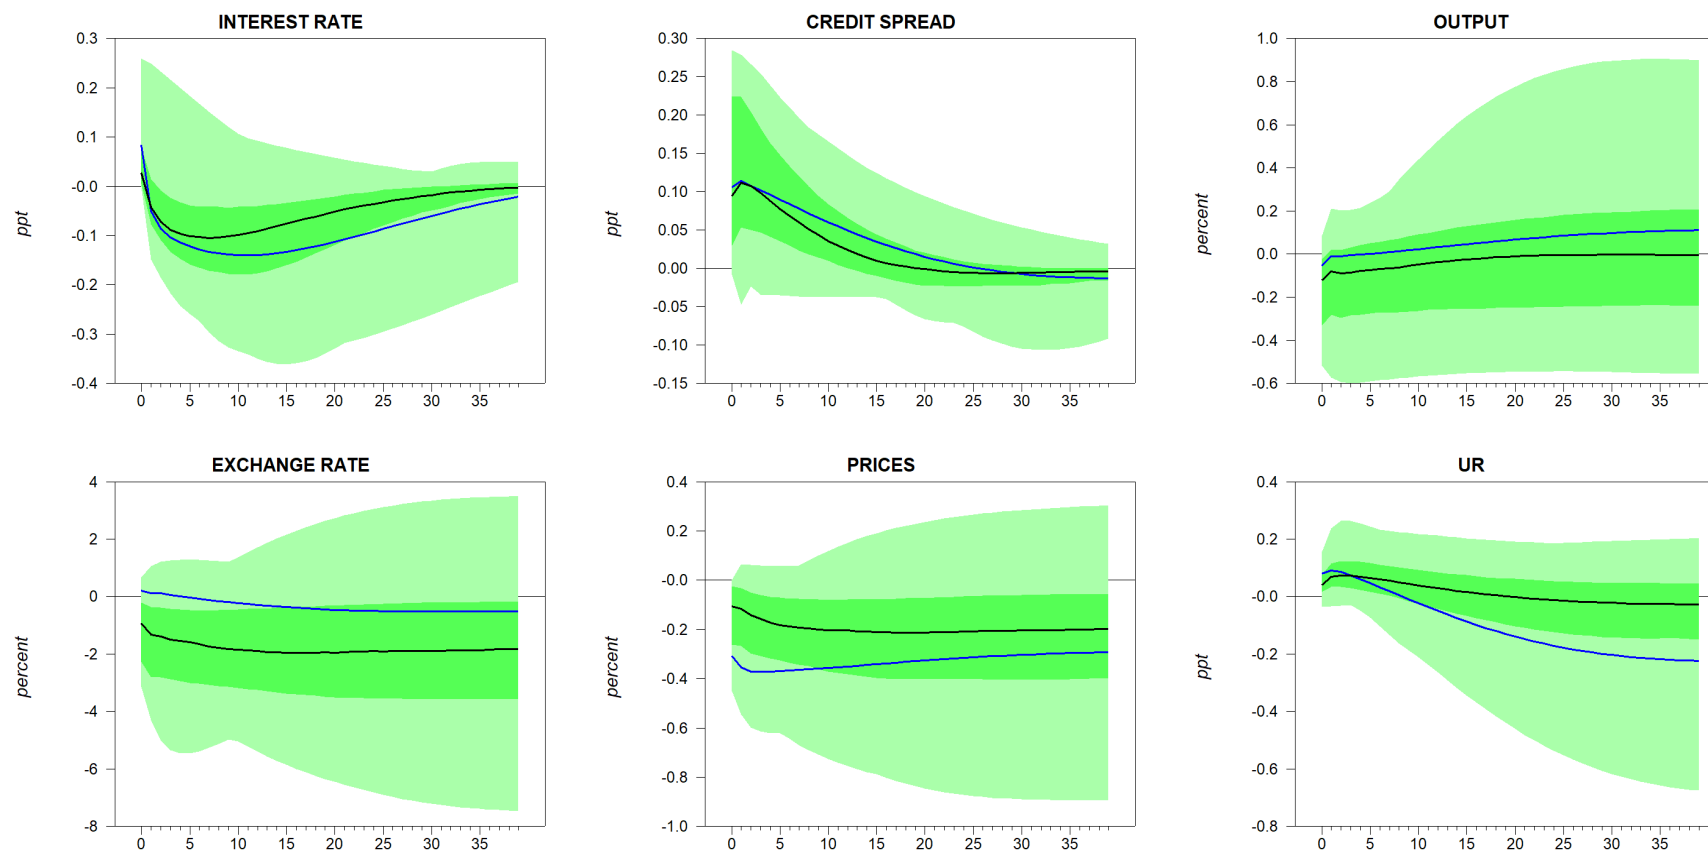 INTEREST RATE
ppt
0.3
0.2
0.1
-0.0
-0.1
-0.2
-0.3
-0.4
0 5 10 15 20 25 30 35
CREDIT SPREAD
ppt
0.30
0.25
0.20
0.15
0.10
0.05
0.00
-0.05
-0.10
-0.15
0 5 10 15 20 25 30 35
OUTPUT
percent
1.0
0.8
0.6
0.4
0.2
0.0
-0.2
-0.4
-0.6
0 5 10 15 20 25 30 35
EXCHANGE RATE
percent
4
2
0
-2
-4
-6
-8
0 5 10 15 20 25 30 35
PRICES
percent
0.4
0.2
-0.0
-0.2
-0.4
-0.6
-0.8
-1.0
0 5 10 15 20 25 30 35
UR
ppt
0.4
0.2
-0.0
-0.2
-0.4
-0.6
-0.8
0 5 10 15 20 25 30 35